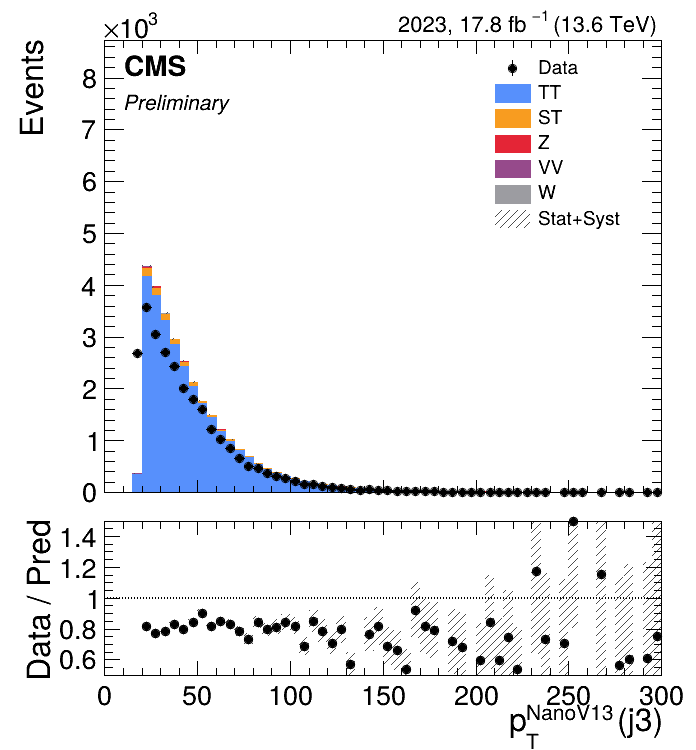 ×10³
2023, 17.8 fb⁻¹ (13.6 TeV)
Events
CMS
Preliminary
Data
TT
ST
Z
VV
W
Stat+Syst
8
7
6
5
4
3
2
1
0
Data / Pred
1.4
1.2
1
0.8
0.6
0 50 100 150 200 250 300
p_T^NanoV13 (j3)